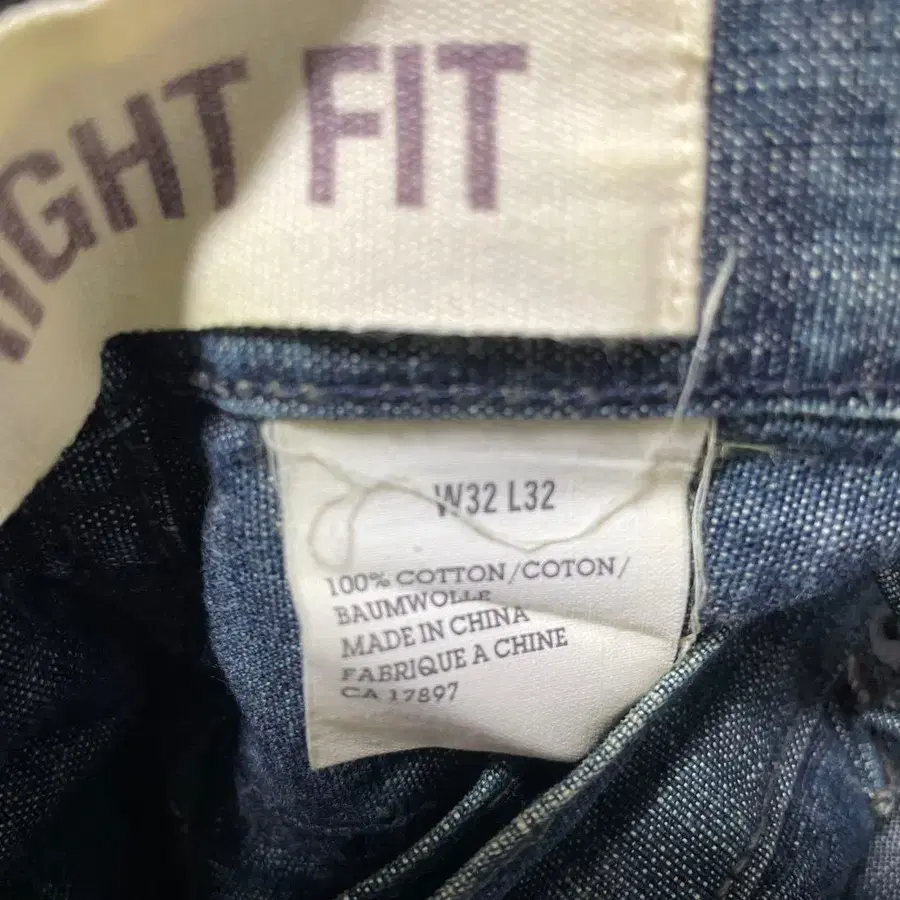 IGHT FIT
W32 L32
100% COTTON/COTON/
BAUMWOLLE
MADE IN CHINA
FABRIQUE A CHINE
CA 17897